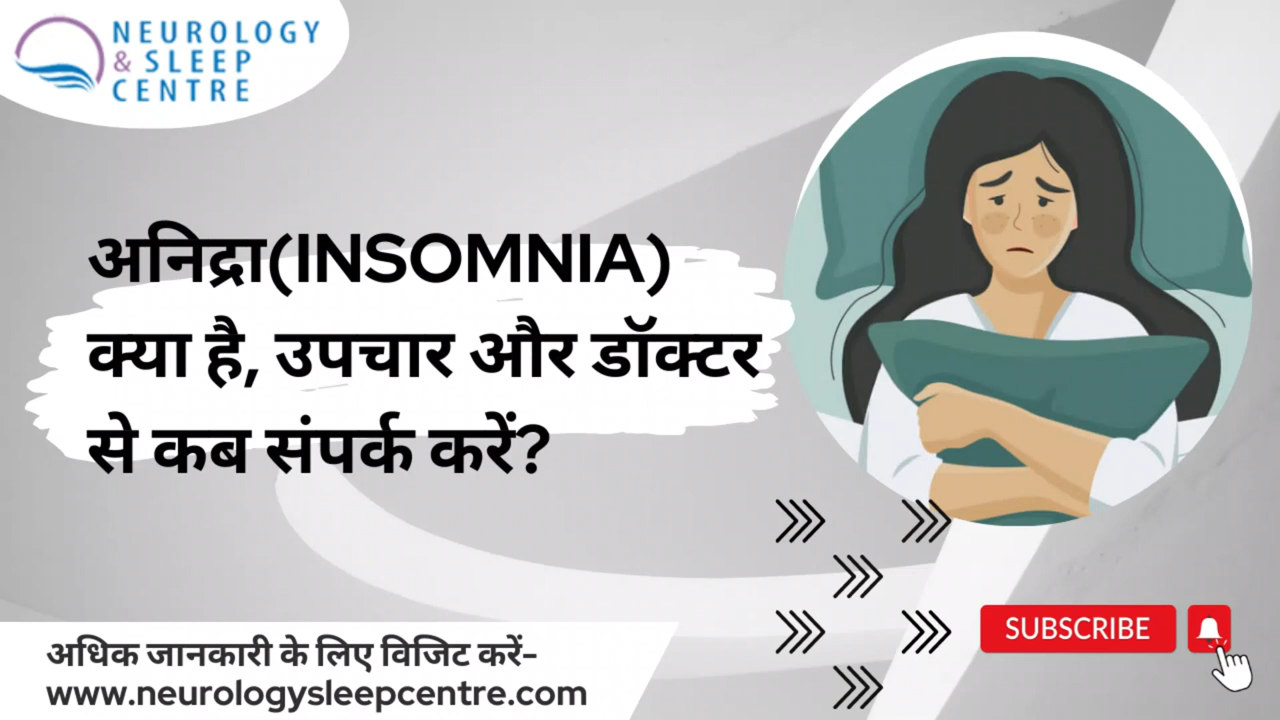 NEUROLOGY
& SLEEP
CENTRE
अनिद्रा(INSOMNIA)
क्या है, उपचार और डॉक्टर
से कब संपर्क करें?
SUBSCRIBE
अधिक जानकारी के लिए विजिट करें-
www.neurologysleepcentre.com